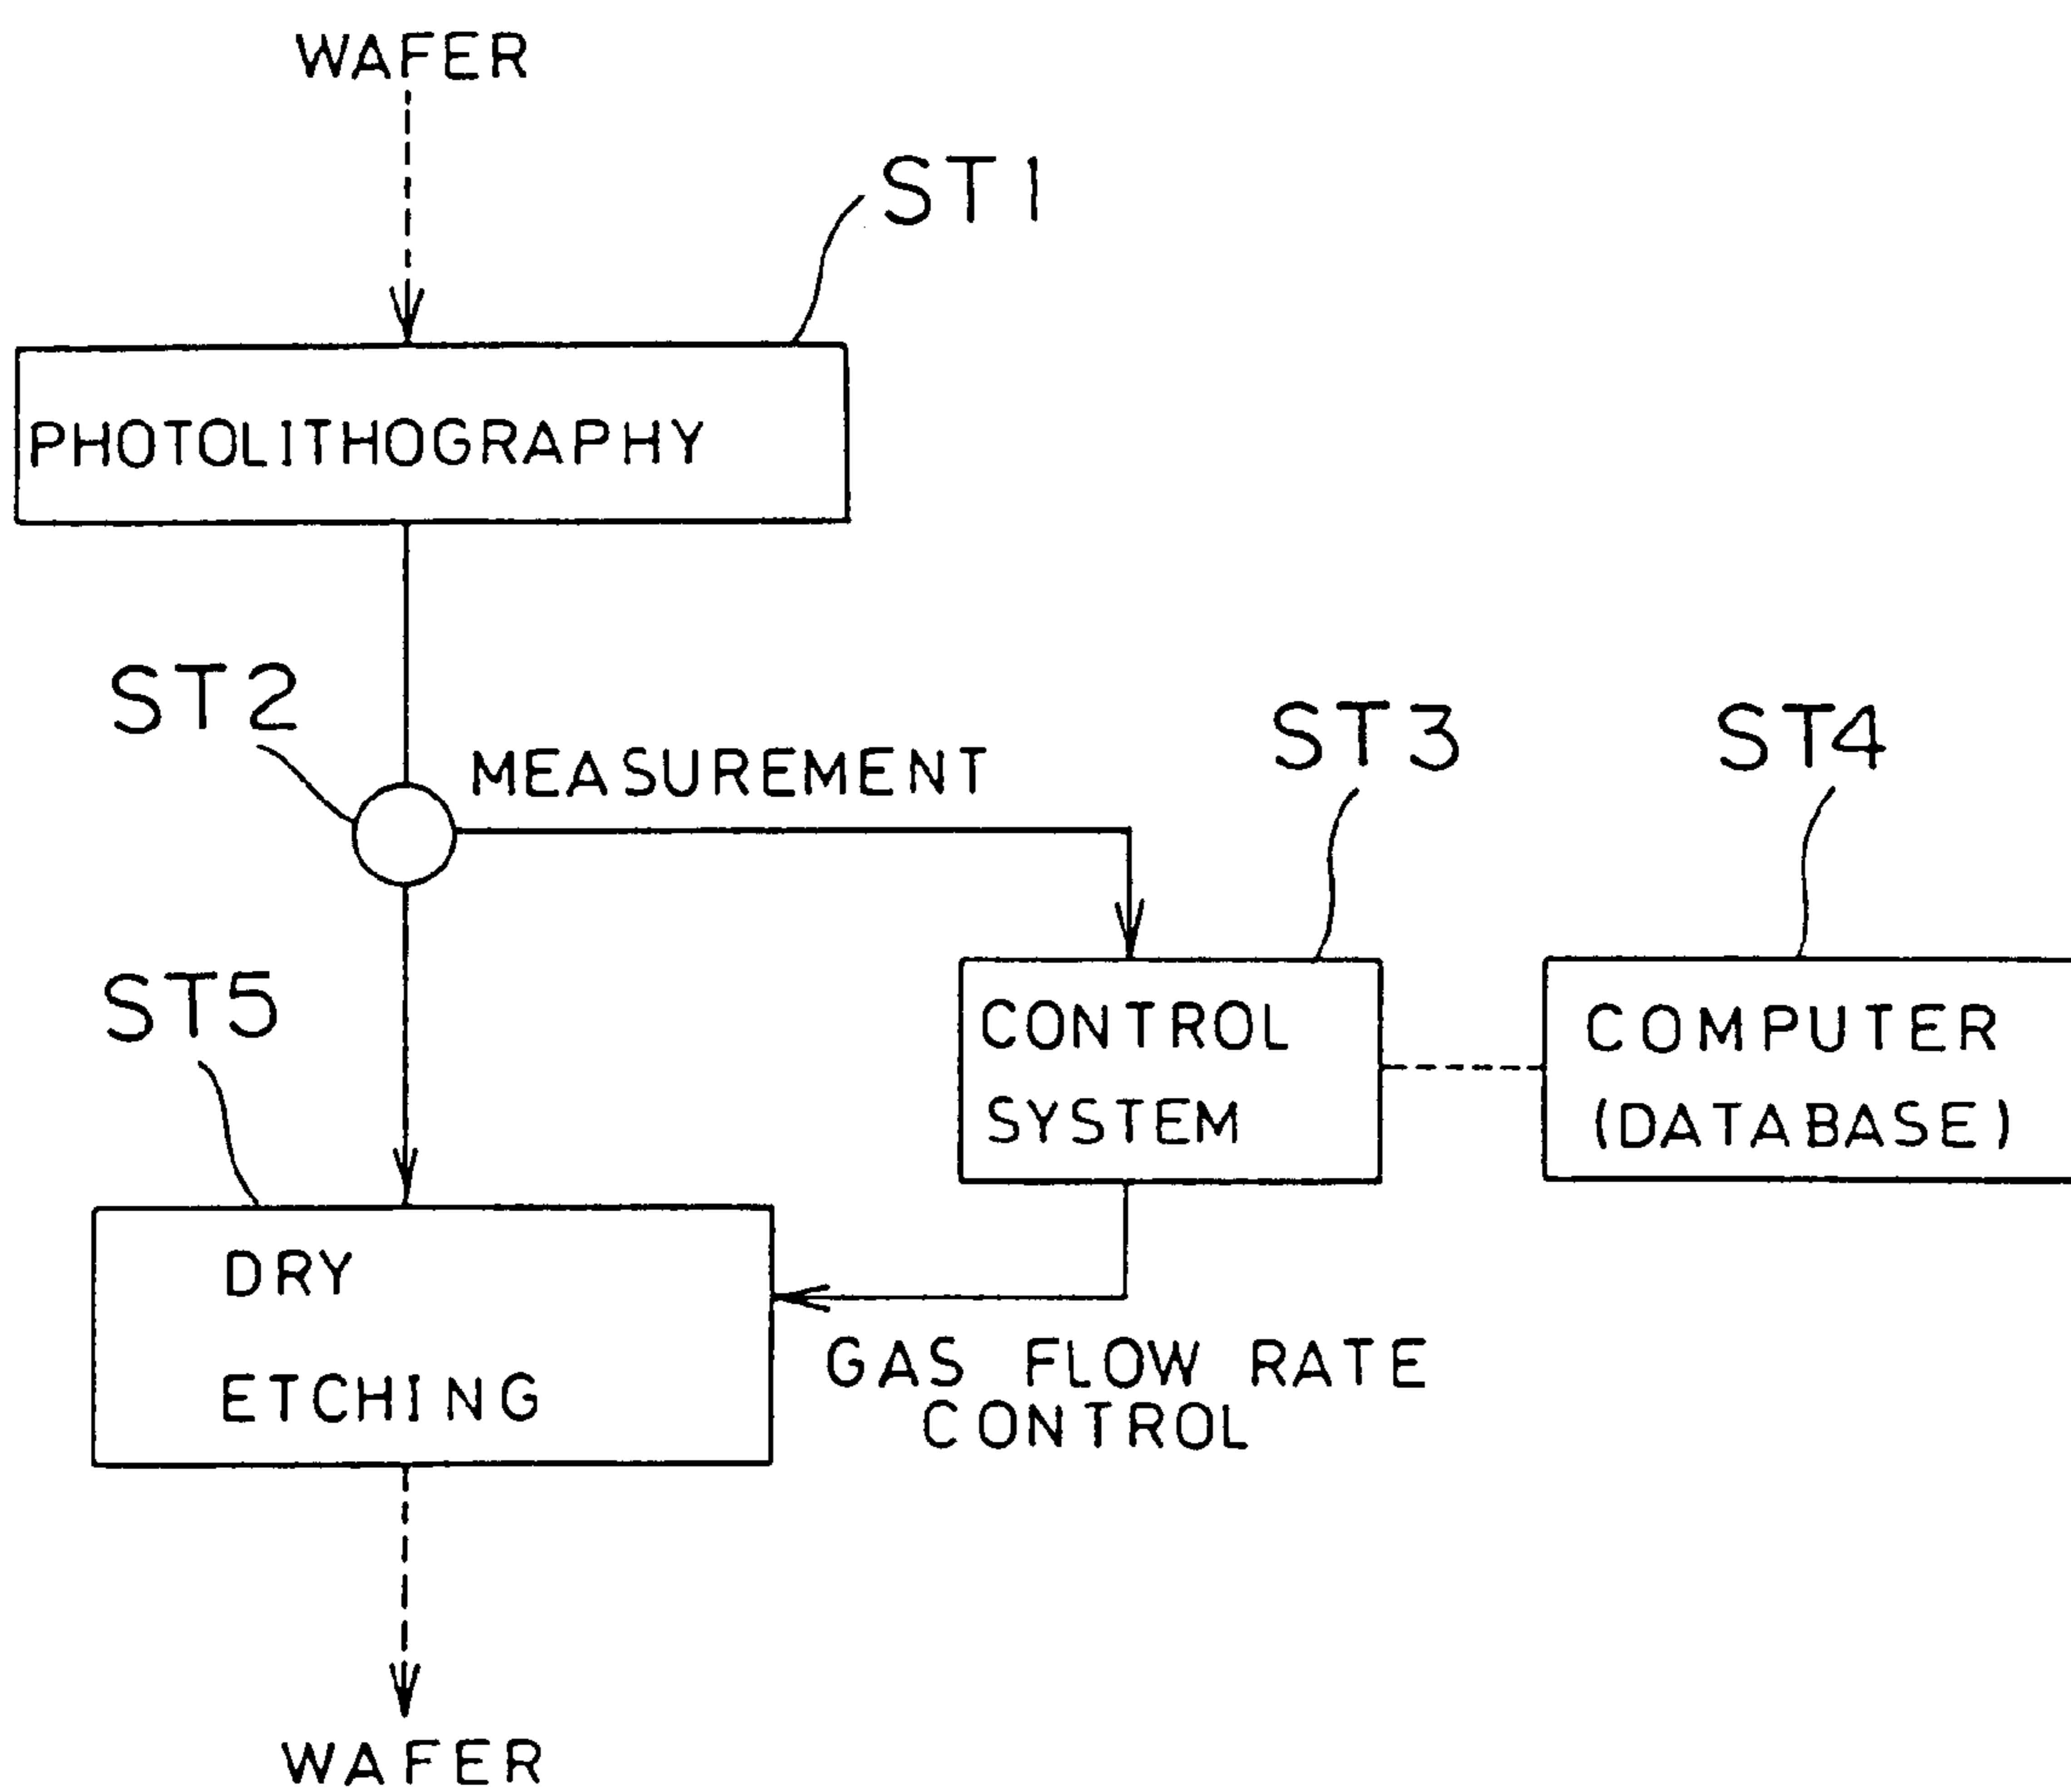 WAFER
ST1
PHOTOLITHOGRAPHY
ST2
MEASUREMENT
ST3
ST4
ST5
CONTROL
SYSTEM
COMPUTER
(DATABASE)
DRY
ETCHING
GAS FLOW RATE
CONTROL
WAFER